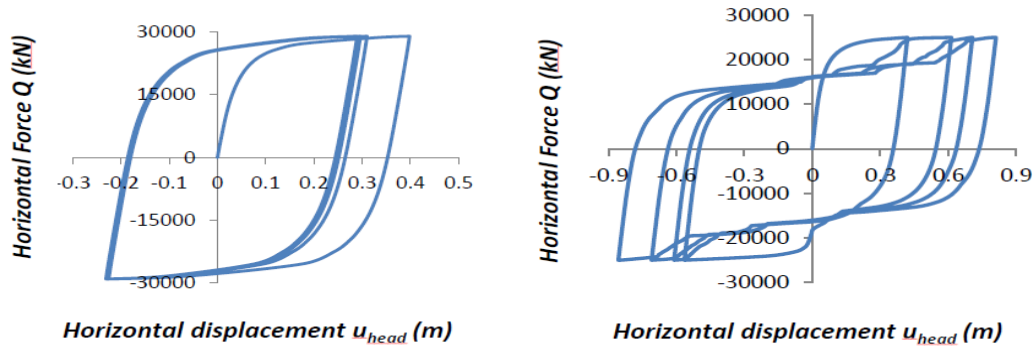 Horizontal Force Q (kN)
30000
15000
0
-15000
-30000
-0.3 -0.2 -0.1 0 0.1 0.2 0.3 0.4 0.5
Horizontal displacement uhead (m)
Horizontal Force Q (kN)
30000
20000
10000
0
-10000
-20000
-30000
-0.9 -0.6 -0.3 0 0.3 0.6 0.9
Horizontal displacement uhead (m)